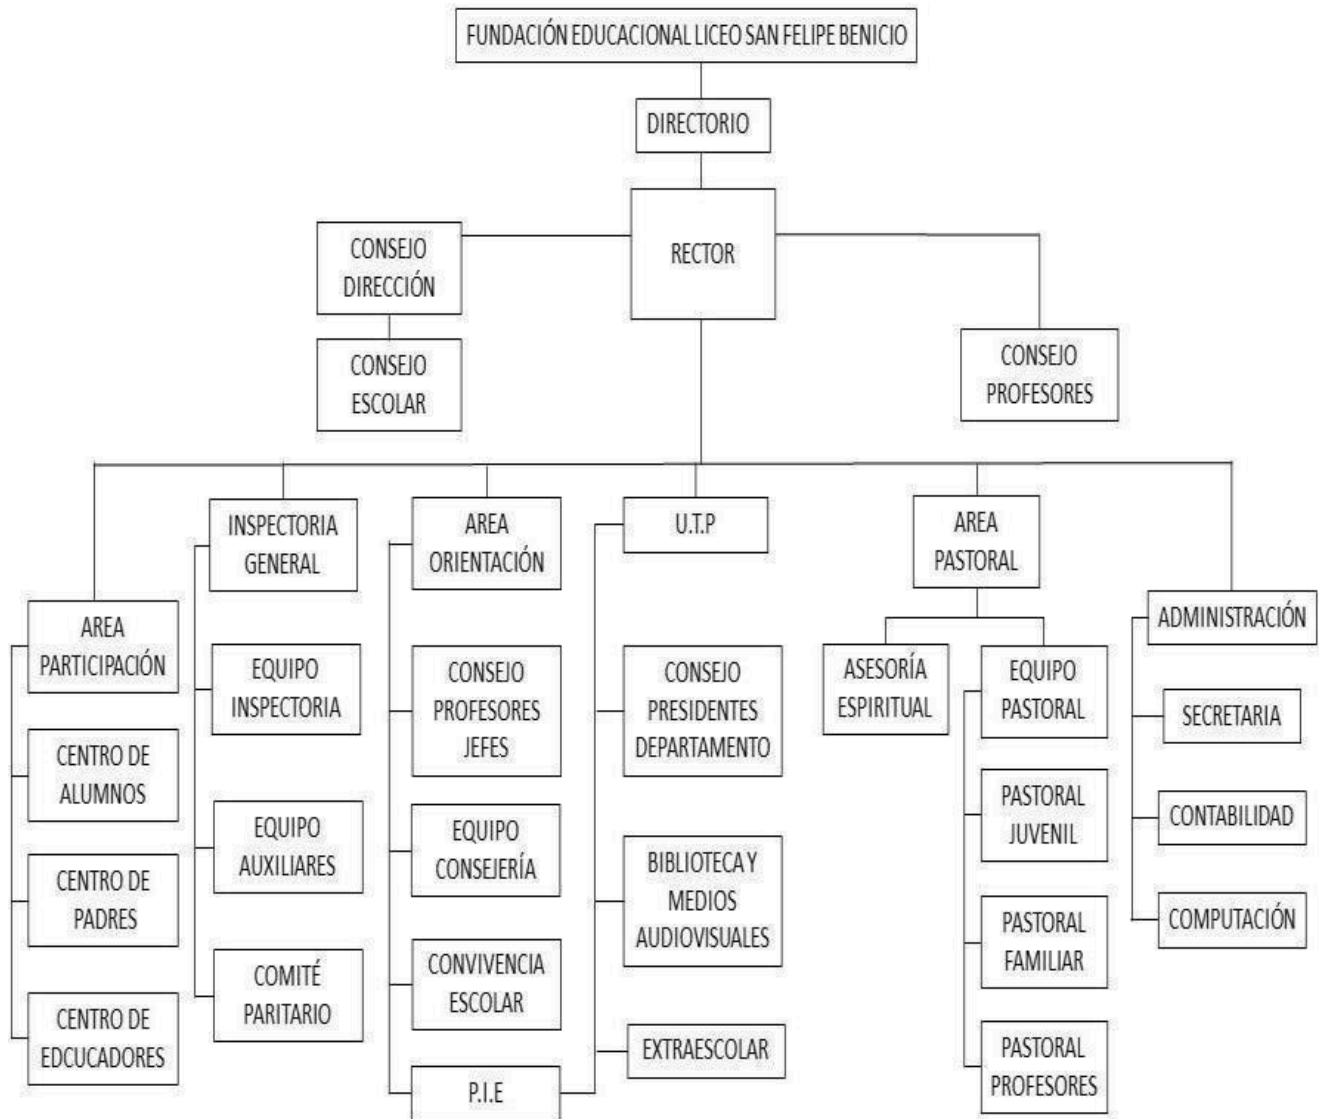 FUNDACIÓN EDUCACIONAL LICEO SAN FELIPE BENICIO
DIRECTORIO
RECTOR
CONSEJO
DIRECCIÓN
CONSEJO
ESCOLAR
CONSEJO
PROFESORES
AREA
PARTICIPACIÓN
CENTRO DE
ALUMNOS
CENTRO DE
PADRES
CENTRO DE
EDCUCADORES
INSPECTORIA
GENERAL
EQUIPO
INSPECTORIA
EQUIPO
AUXILIARES
COMITÉ
PARITARIO
AREA
ORIENTACIÓN
CONSEJO
PROFESORES
JEFES
EQUIPO
CONSEJERÍA
CONVIVENCIA
ESCOLAR
P.I.E
U.T.P
CONSEJO
PRESIDENTES
DEPARTAMENTO
BIBLIOTECA Y
MEDIOS
AUDIOVISUALES
EXTRAESCOLAR
AREA
PASTORAL
ASESORÍA
ESPIRITUAL
EQUIPO
PASTORAL
PASTORAL
JUVENIL
PASTORAL
FAMILIAR
PASTORAL
PROFESORES
ADMINISTRACIÓN
SECRETARIA
CONTABILIDAD
COMPUTACIÓN